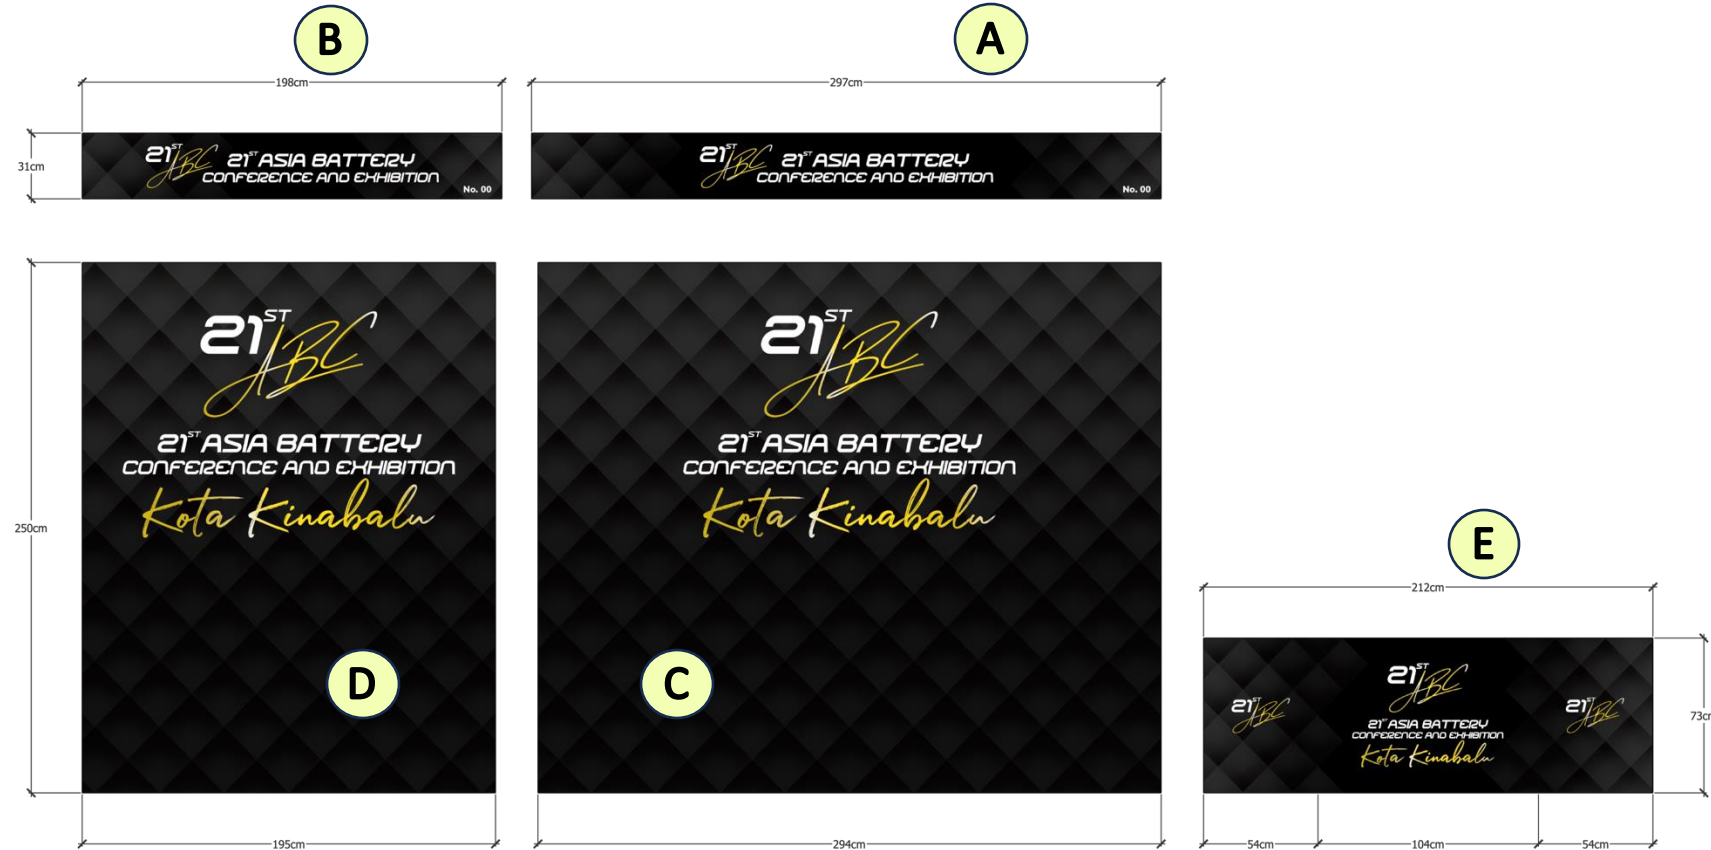 B
A
198cm
297cm
31cm
21ST ABC
21ST ASIA BATTERY
CONFERENCE AND EXHIBITION
No. 00
21ST ABC
21ST ASIA BATTERY
CONFERENCE AND EXHIBITION
No. 00
250cm
21ST
ABC
21ST ASIA BATTERY
CONFERENCE AND EXHIBITION
Kota Kinabalu
D
195cm
21ST
ABC
21ST ASIA BATTERY
CONFERENCE AND EXHIBITION
Kota Kinabalu
C
294cm
E
212cm
21ST ABC
21ST ABC
21ST ASIA BATTERY
CONFERENCE AND EXHIBITION
Kota Kinabalu
21ST ABC
73cm
54cm
104cm
54cm